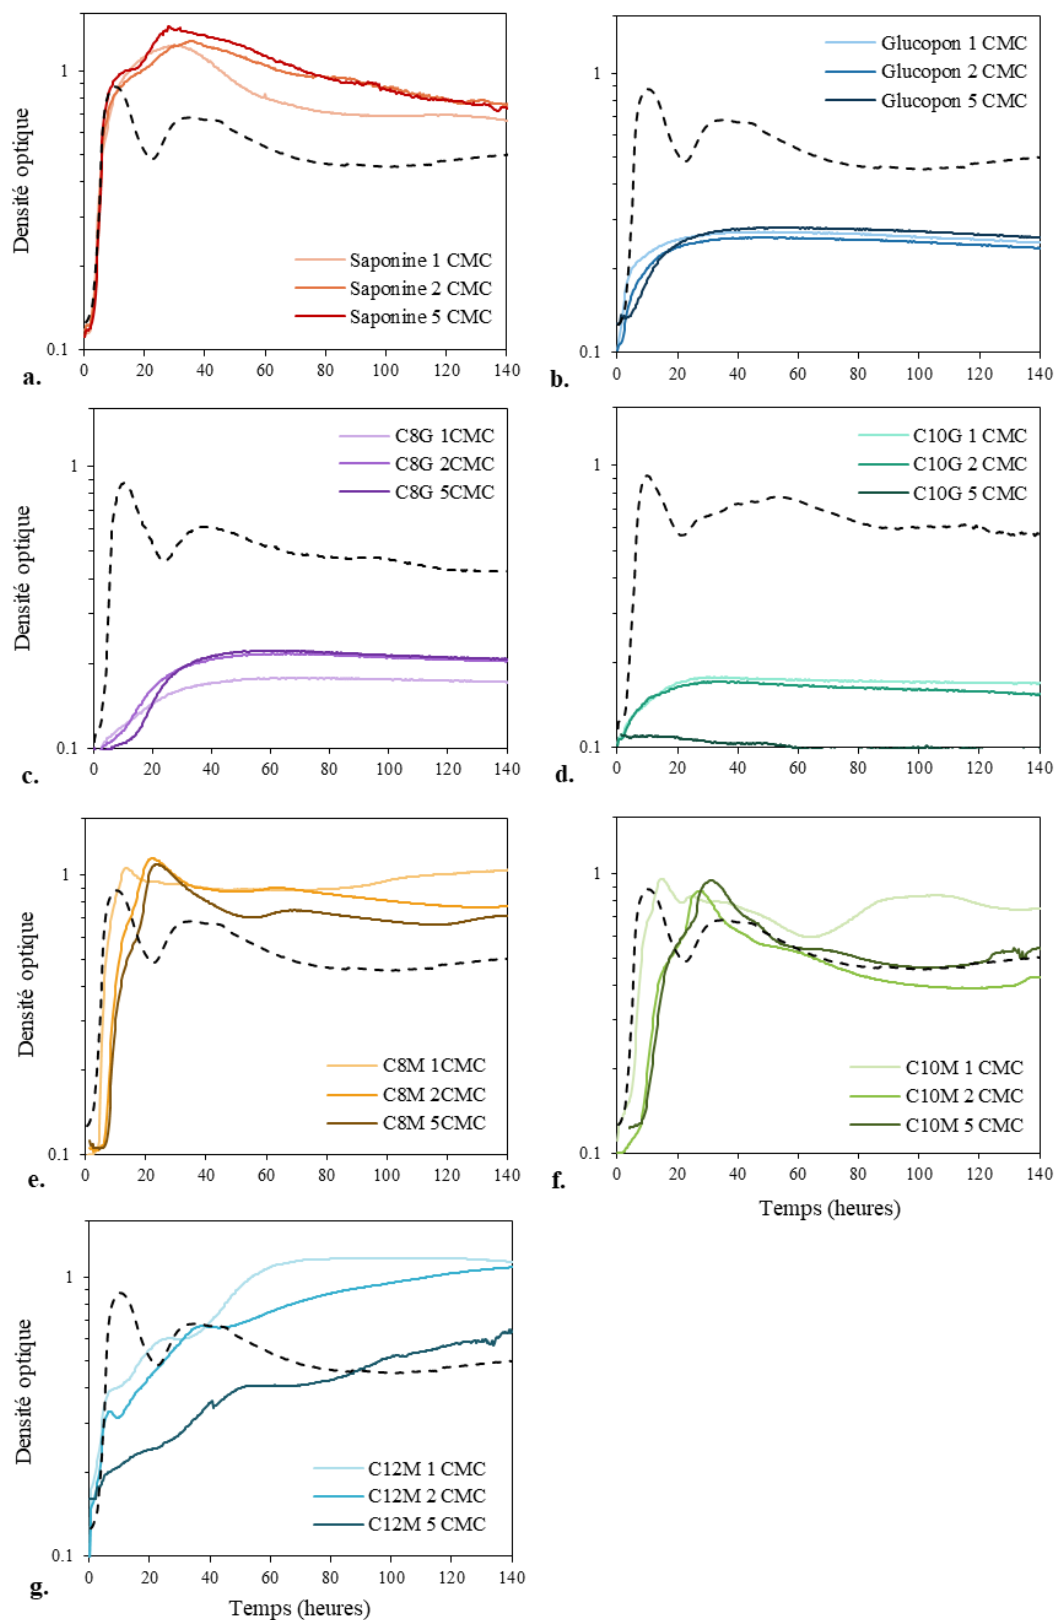 Densité optique
1
0.1
Saponine 1 CMC
Saponine 2 CMC
Saponine 5 CMC
0 20 40 60 80 100 120 140
a.
1
0.1
Glucopon 1 CMC
Glucopon 2 CMC
Glucopon 5 CMC
0 20 40 60 80 100 120 140
b.
Densité optique
1
0.1
C8G 1CMC
C8G 2CMC
C8G 5CMC
0 20 40 60 80 100 120 140
c.
1
0.1
C10G 1 CMC
C10G 2 CMC
C10G 5 CMC
0 20 40 60 80 100 120 140
d.
Densité optique
1
0.1
C8M 1CMC
C8M 2CMC
C8M 5CMC
0 20 40 60 80 100 120 140
e.
1
0.1
C10M 1 CMC
C10M 2 CMC
C10M 5 CMC
0 20 40 60 80 100 120 140
f.
Temps (heures)
Densité optique
1
0.1
C12M 1 CMC
C12M 2 CMC
C12M 5 CMC
0 20 40 60 80 100 120 140
g.
Temps (heures)